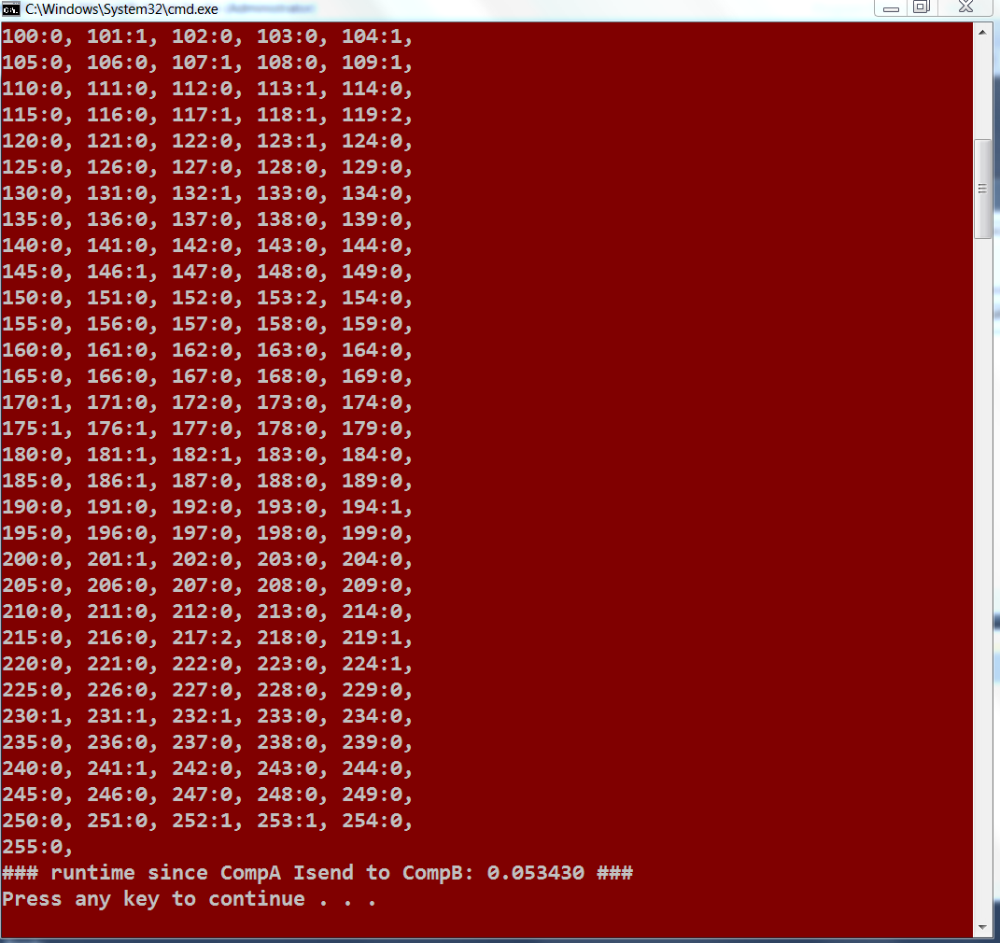 C:\Windows\System32\cmd.exe
100:0, 101:1, 102:0, 103:0, 104:1,
105:0, 106:0, 107:1, 108:0, 109:1,
110:0, 111:0, 112:0, 113:1, 114:0,
115:0, 116:0, 117:1, 118:1, 119:2,
120:0, 121:0, 122:0, 123:1, 124:0,
125:0, 126:0, 127:0, 128:0, 129:0,
130:0, 131:0, 132:1, 133:0, 134:0,
135:0, 136:0, 137:0, 138:0, 139:0,
140:0, 141:0, 142:0, 143:0, 144:0,
145:0, 146:1, 147:0, 148:0, 149:0,
150:0, 151:0, 152:0, 153:2, 154:0,
155:0, 156:0, 157:0, 158:0, 159:0,
160:0, 161:0, 162:0, 163:0, 164:0,
165:0, 166:0, 167:0, 168:0, 169:0,
170:1, 171:0, 172:0, 173:0, 174:0,
175:1, 176:1, 177:0, 178:0, 179:0,
180:0, 181:1, 182:1, 183:0, 184:0,
185:0, 186:1, 187:0, 188:0, 189:0,
190:0, 191:0, 192:0, 193:0, 194:1,
195:0, 196:0, 197:0, 198:0, 199:0,
200:0, 201:1, 202:0, 203:0, 204:0,
205:0, 206:0, 207:0, 208:0, 209:0,
210:0, 211:0, 212:0, 213:0, 214:0,
215:0, 216:0, 217:2, 218:0, 219:1,
220:0, 221:0, 222:0, 223:0, 224:1,
225:0, 226:0, 227:0, 228:0, 229:0,
230:1, 231:1, 232:1, 233:0, 234:0,
235:0, 236:0, 237:0, 238:0, 239:0,
240:0, 241:1, 242:0, 243:0, 244:0,
245:0, 246:0, 247:0, 248:0, 249:0,
250:0, 251:0, 252:1, 253:1, 254:0,
255:0,
### runtime since CompA Isend to CompB: 0.053430 ###
Press any key to continue . . .